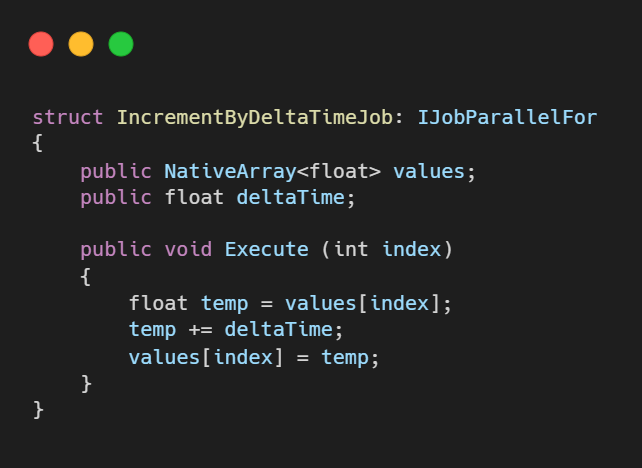 struct IncrementByDeltaTimeJob: IJobParallelFor
{
    public NativeArray<float> values;
    public float deltaTime;

    public void Execute (int index)
    {
        float temp = values[index];
        temp += deltaTime;
        values[index] = temp;
    }
}